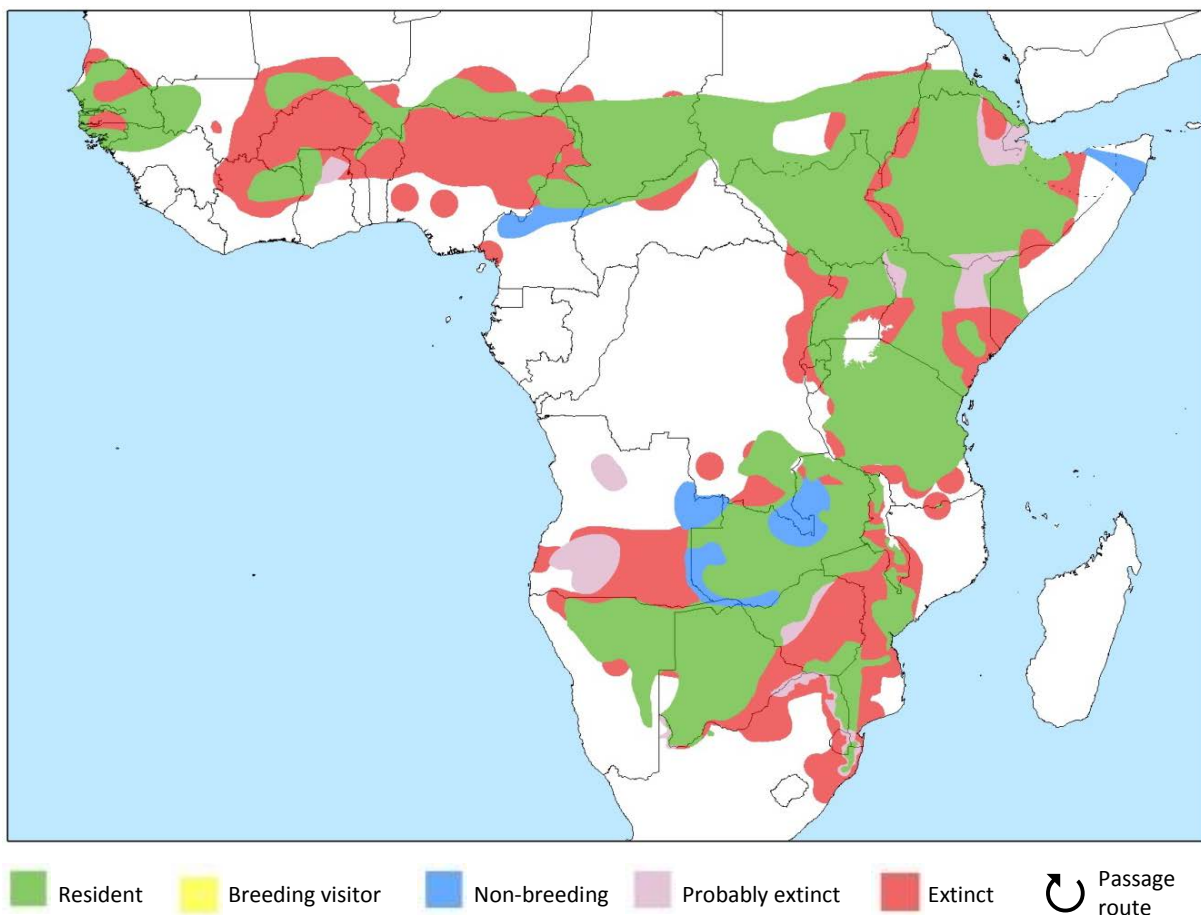 Resident
Breeding visitor
Non-breeding
Probably extinct
Extinct
Passage
route